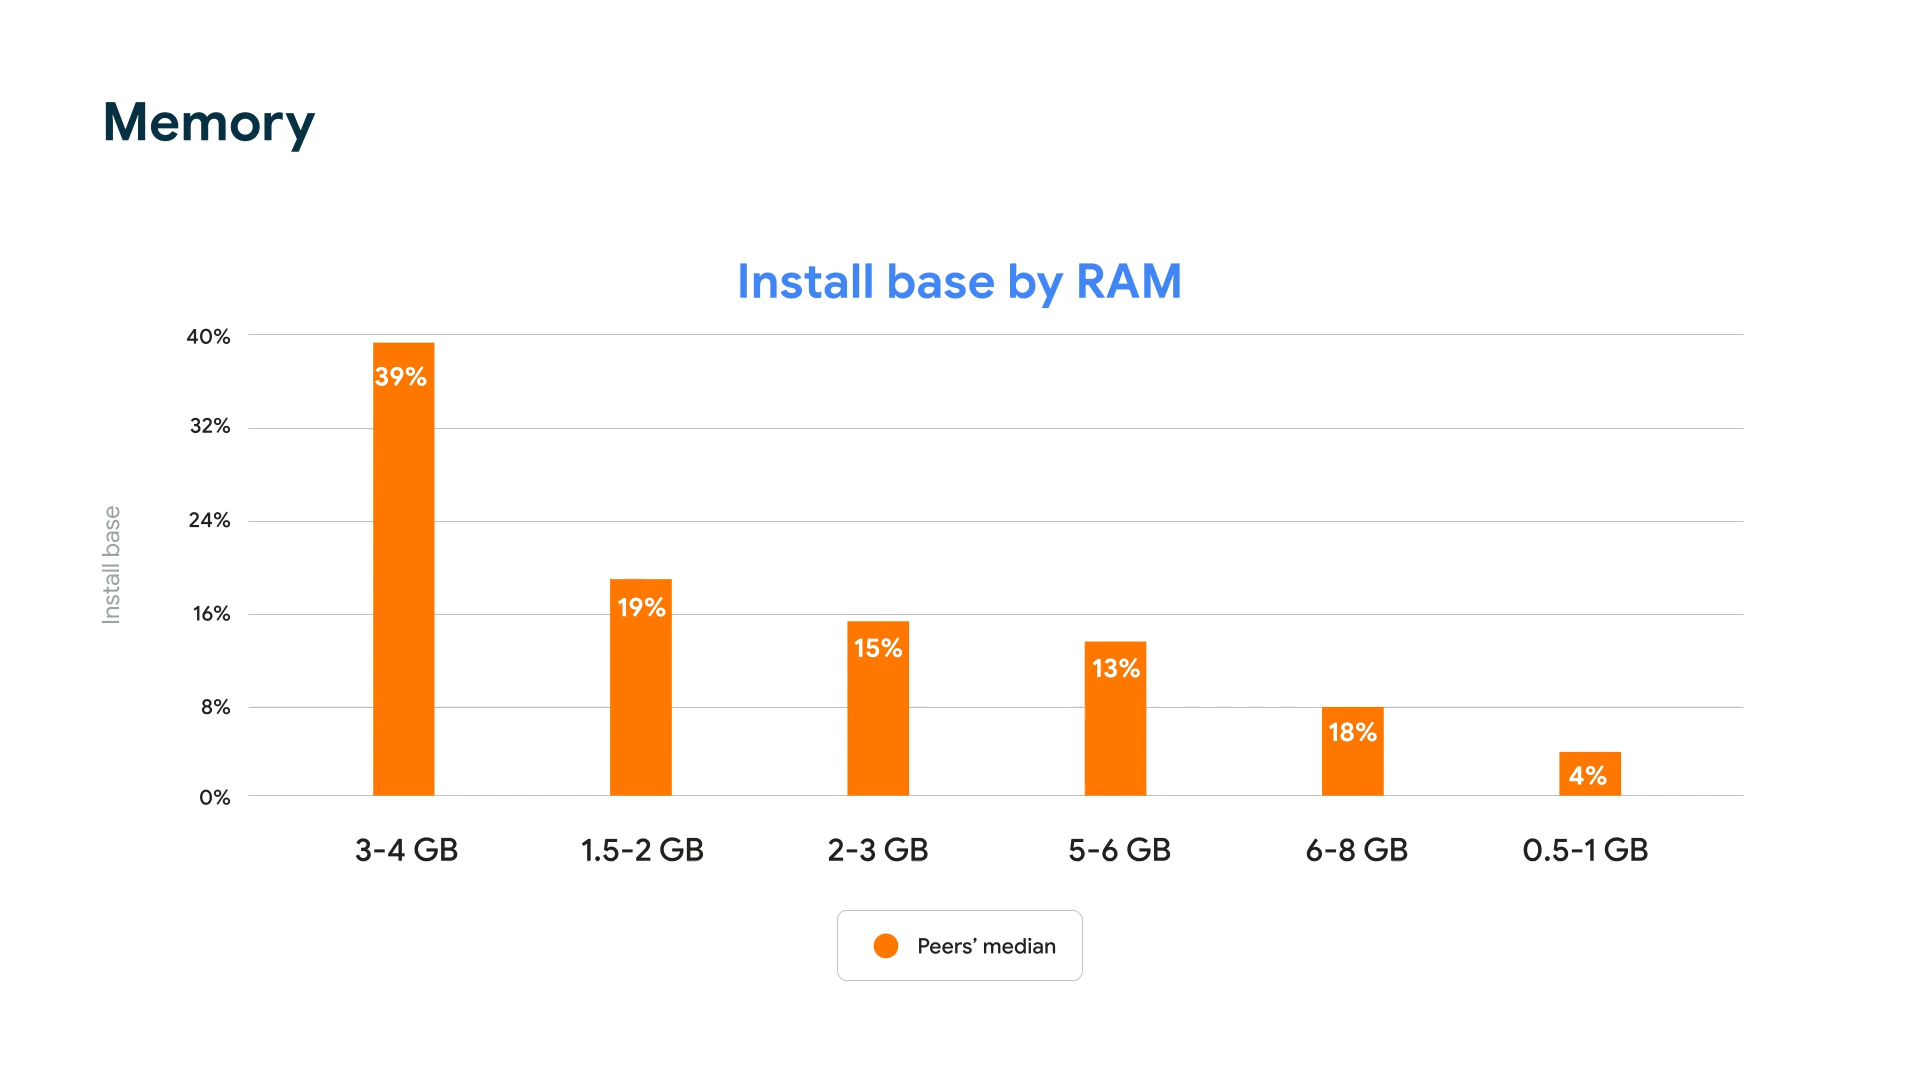 Memory
Install base by RAM
Install base
40%
32%
24%
16%
8%
0%
39%
19%
15%
13%
18%
4%
3-4 GB
1.5-2 GB
2-3 GB
5-6 GB
6-8 GB
0.5-1 GB
Peers’ median